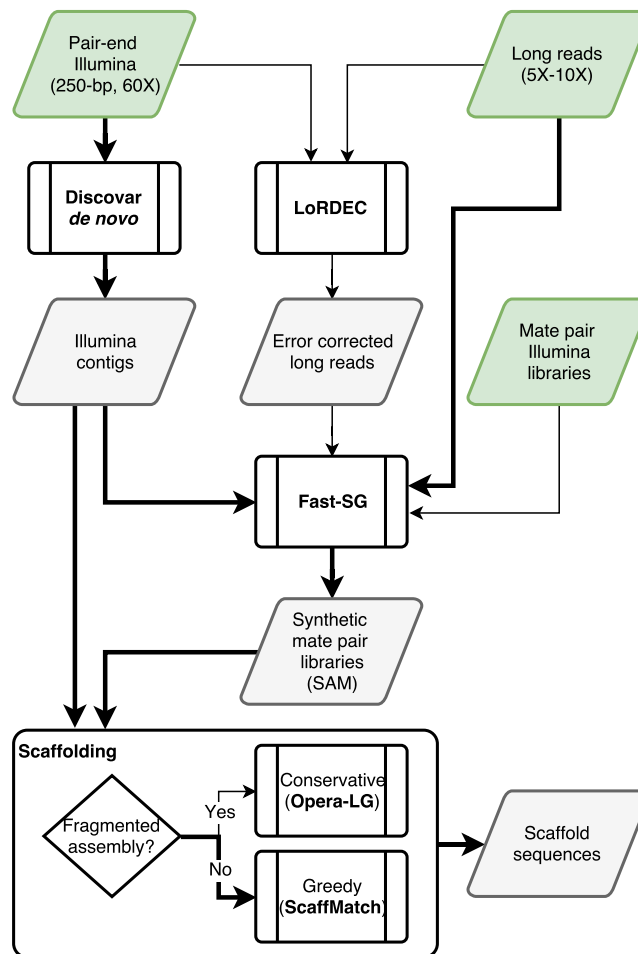 Pair-end
Illumina
(250-bp, 60X)
Long reads
(5X-10X)
Discovar
de novo
LoRDEC
Illumina
contigs
Error corrected
long reads
Mate pair
Illumina
libraries
Fast-SG
Synthetic
mate pair
libraries
(SAM)
Scaffolding
Fragmented
assembly?
Yes
No
Conservative
(Opera-LG)
Greedy
(ScaffMatch)
Scaffold
sequences